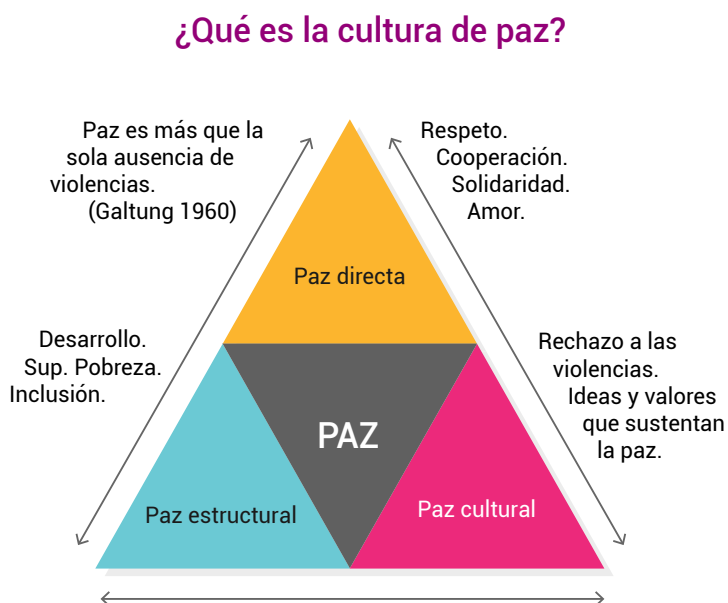 ¿Qué es la cultura de paz?
Paz es más que la
sola ausencia de
violencias.
(Galtung 1960)
Respeto.
Cooperación.
Solidaridad.
Amor.
Paz directa
Desarrollo.
Sup. Pobreza.
Inclusión.
Rechazo a las
violencias.
Ideas y valores
que sustentan
la paz.
PAZ
Paz estructural
Paz cultural